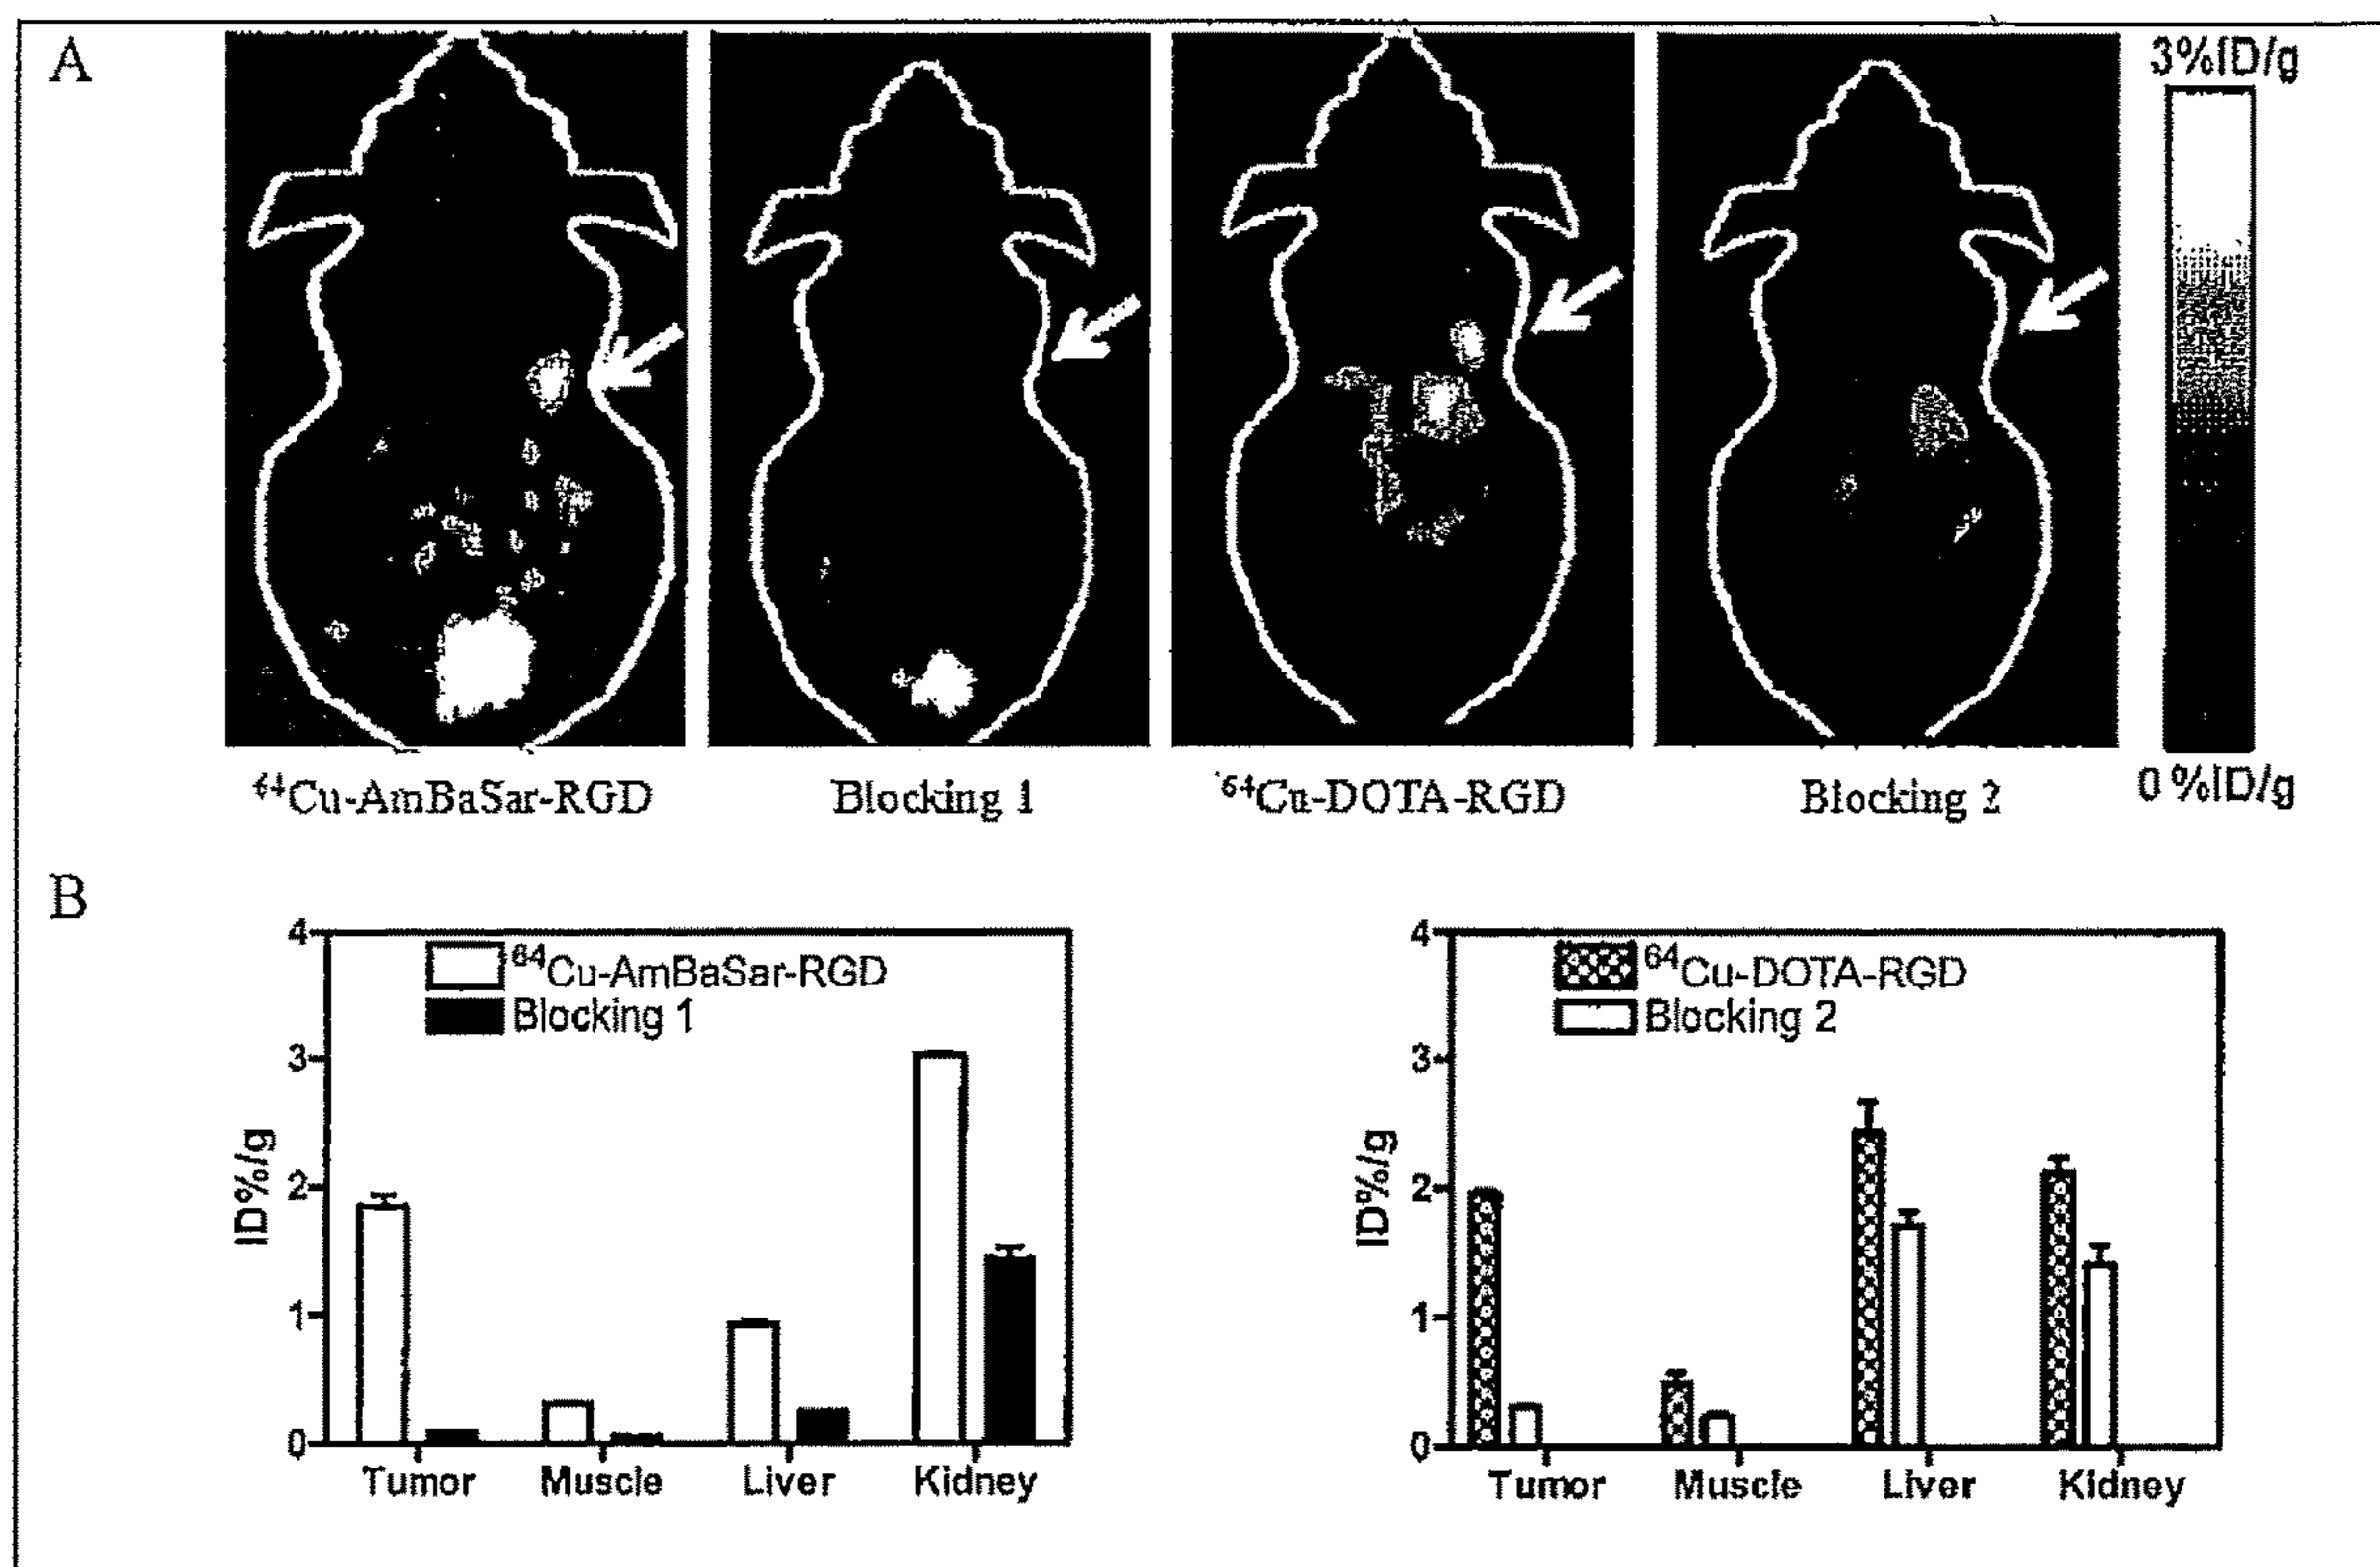 A
3%ID/g
⁶⁴Cu-AmBaSar-RGD
Blocking 1
⁶⁴Cu-DOTA-RGD
Blocking 2
0 %ID/g
B
4
3
2
1
0
ID%/g
⁶⁴Cu-AmBaSar-RGD
Blocking 1
Tumor
Muscle
Liver
Kidney
4
3
2
1
0
ID%/g
⁶⁴Cu-DOTA-RGD
Blocking 2
Tumor
Muscle
Liver
Kidney